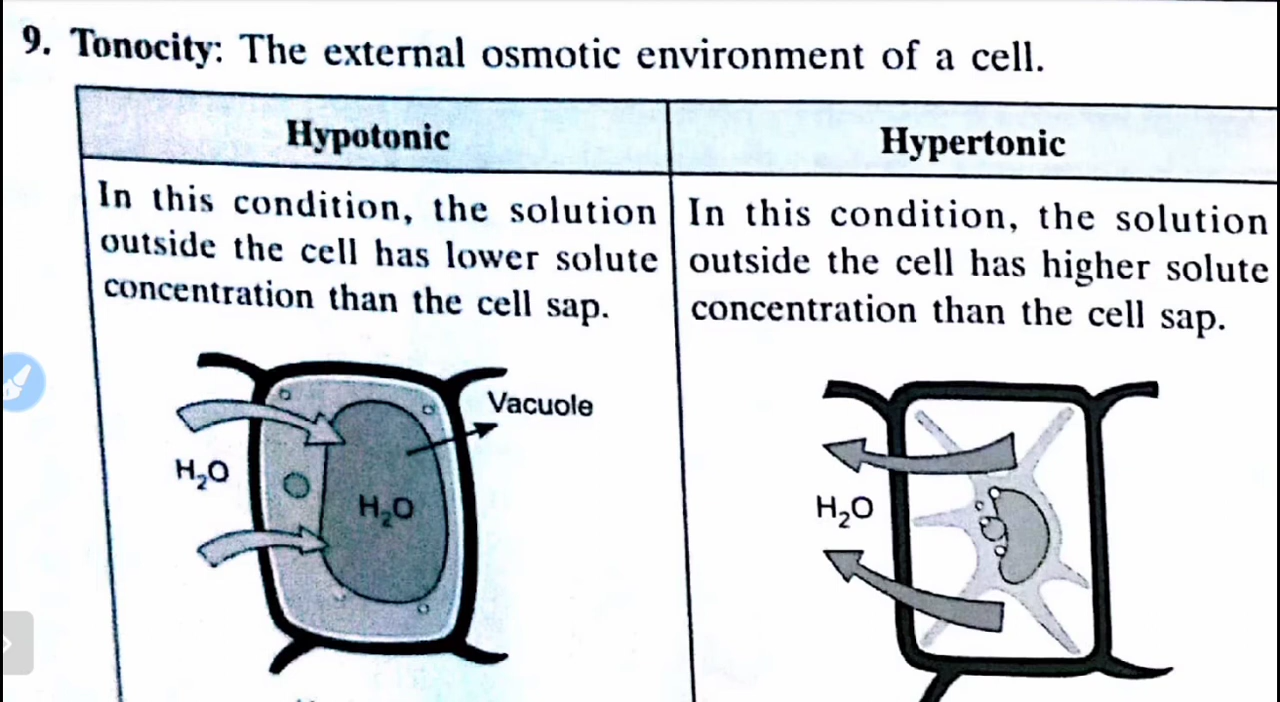 9. Tonocity: The external osmotic environment of a cell.
Hypotonic
Hypertonic
In this condition, the solution
outside the cell has lower solute
concentration than the cell sap.
In this condition, the solution
outside the cell has higher solute
concentration than the cell sap.
Vacuole
H₂O
H₂O
H₂O